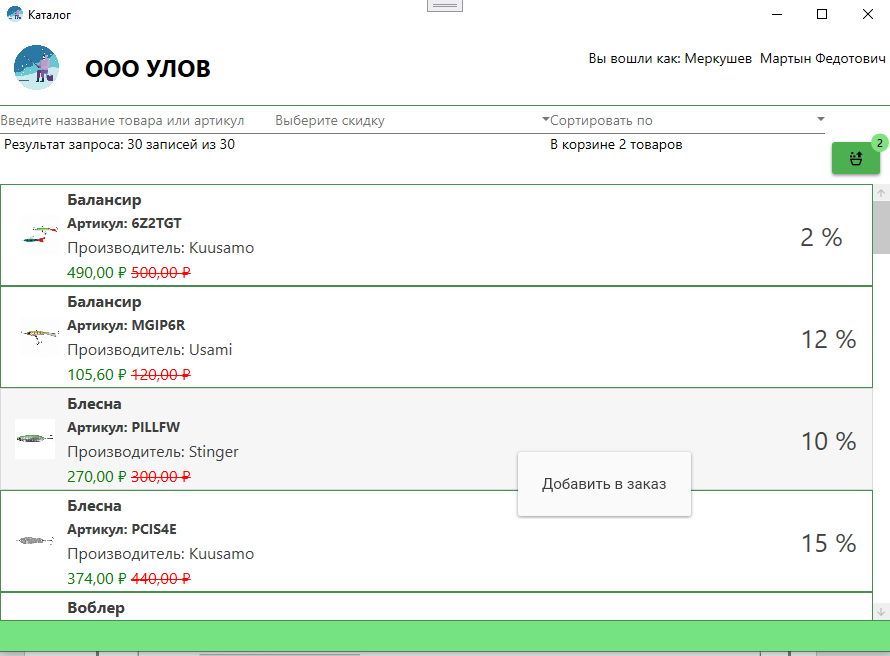 Каталог
ООО УЛОВ
Вы вошли как: Меркушев Мартын Федотович
Введите название товара или артикул
Выберите скидку
Сортировать по
Результат запроса: 30 записей из 30
В корзине 2 товаров
2
Балансир
Артикул: 6Z2TGT
Производитель: Kuusamo
490,00 ₽ 500,00 ₽
2 %
Балансир
Артикул: MGIP6R
Производитель: Usami
105,60 ₽ 120,00 ₽
12 %
Блесна
Артикул: PILLFW
Производитель: Stinger
270,00 ₽ 300,00 ₽
10 %
Добавить в заказ
Блесна
Артикул: PCIS4E
Производитель: Kuusamo
374,00 ₽ 440,00 ₽
15 %
Воблер